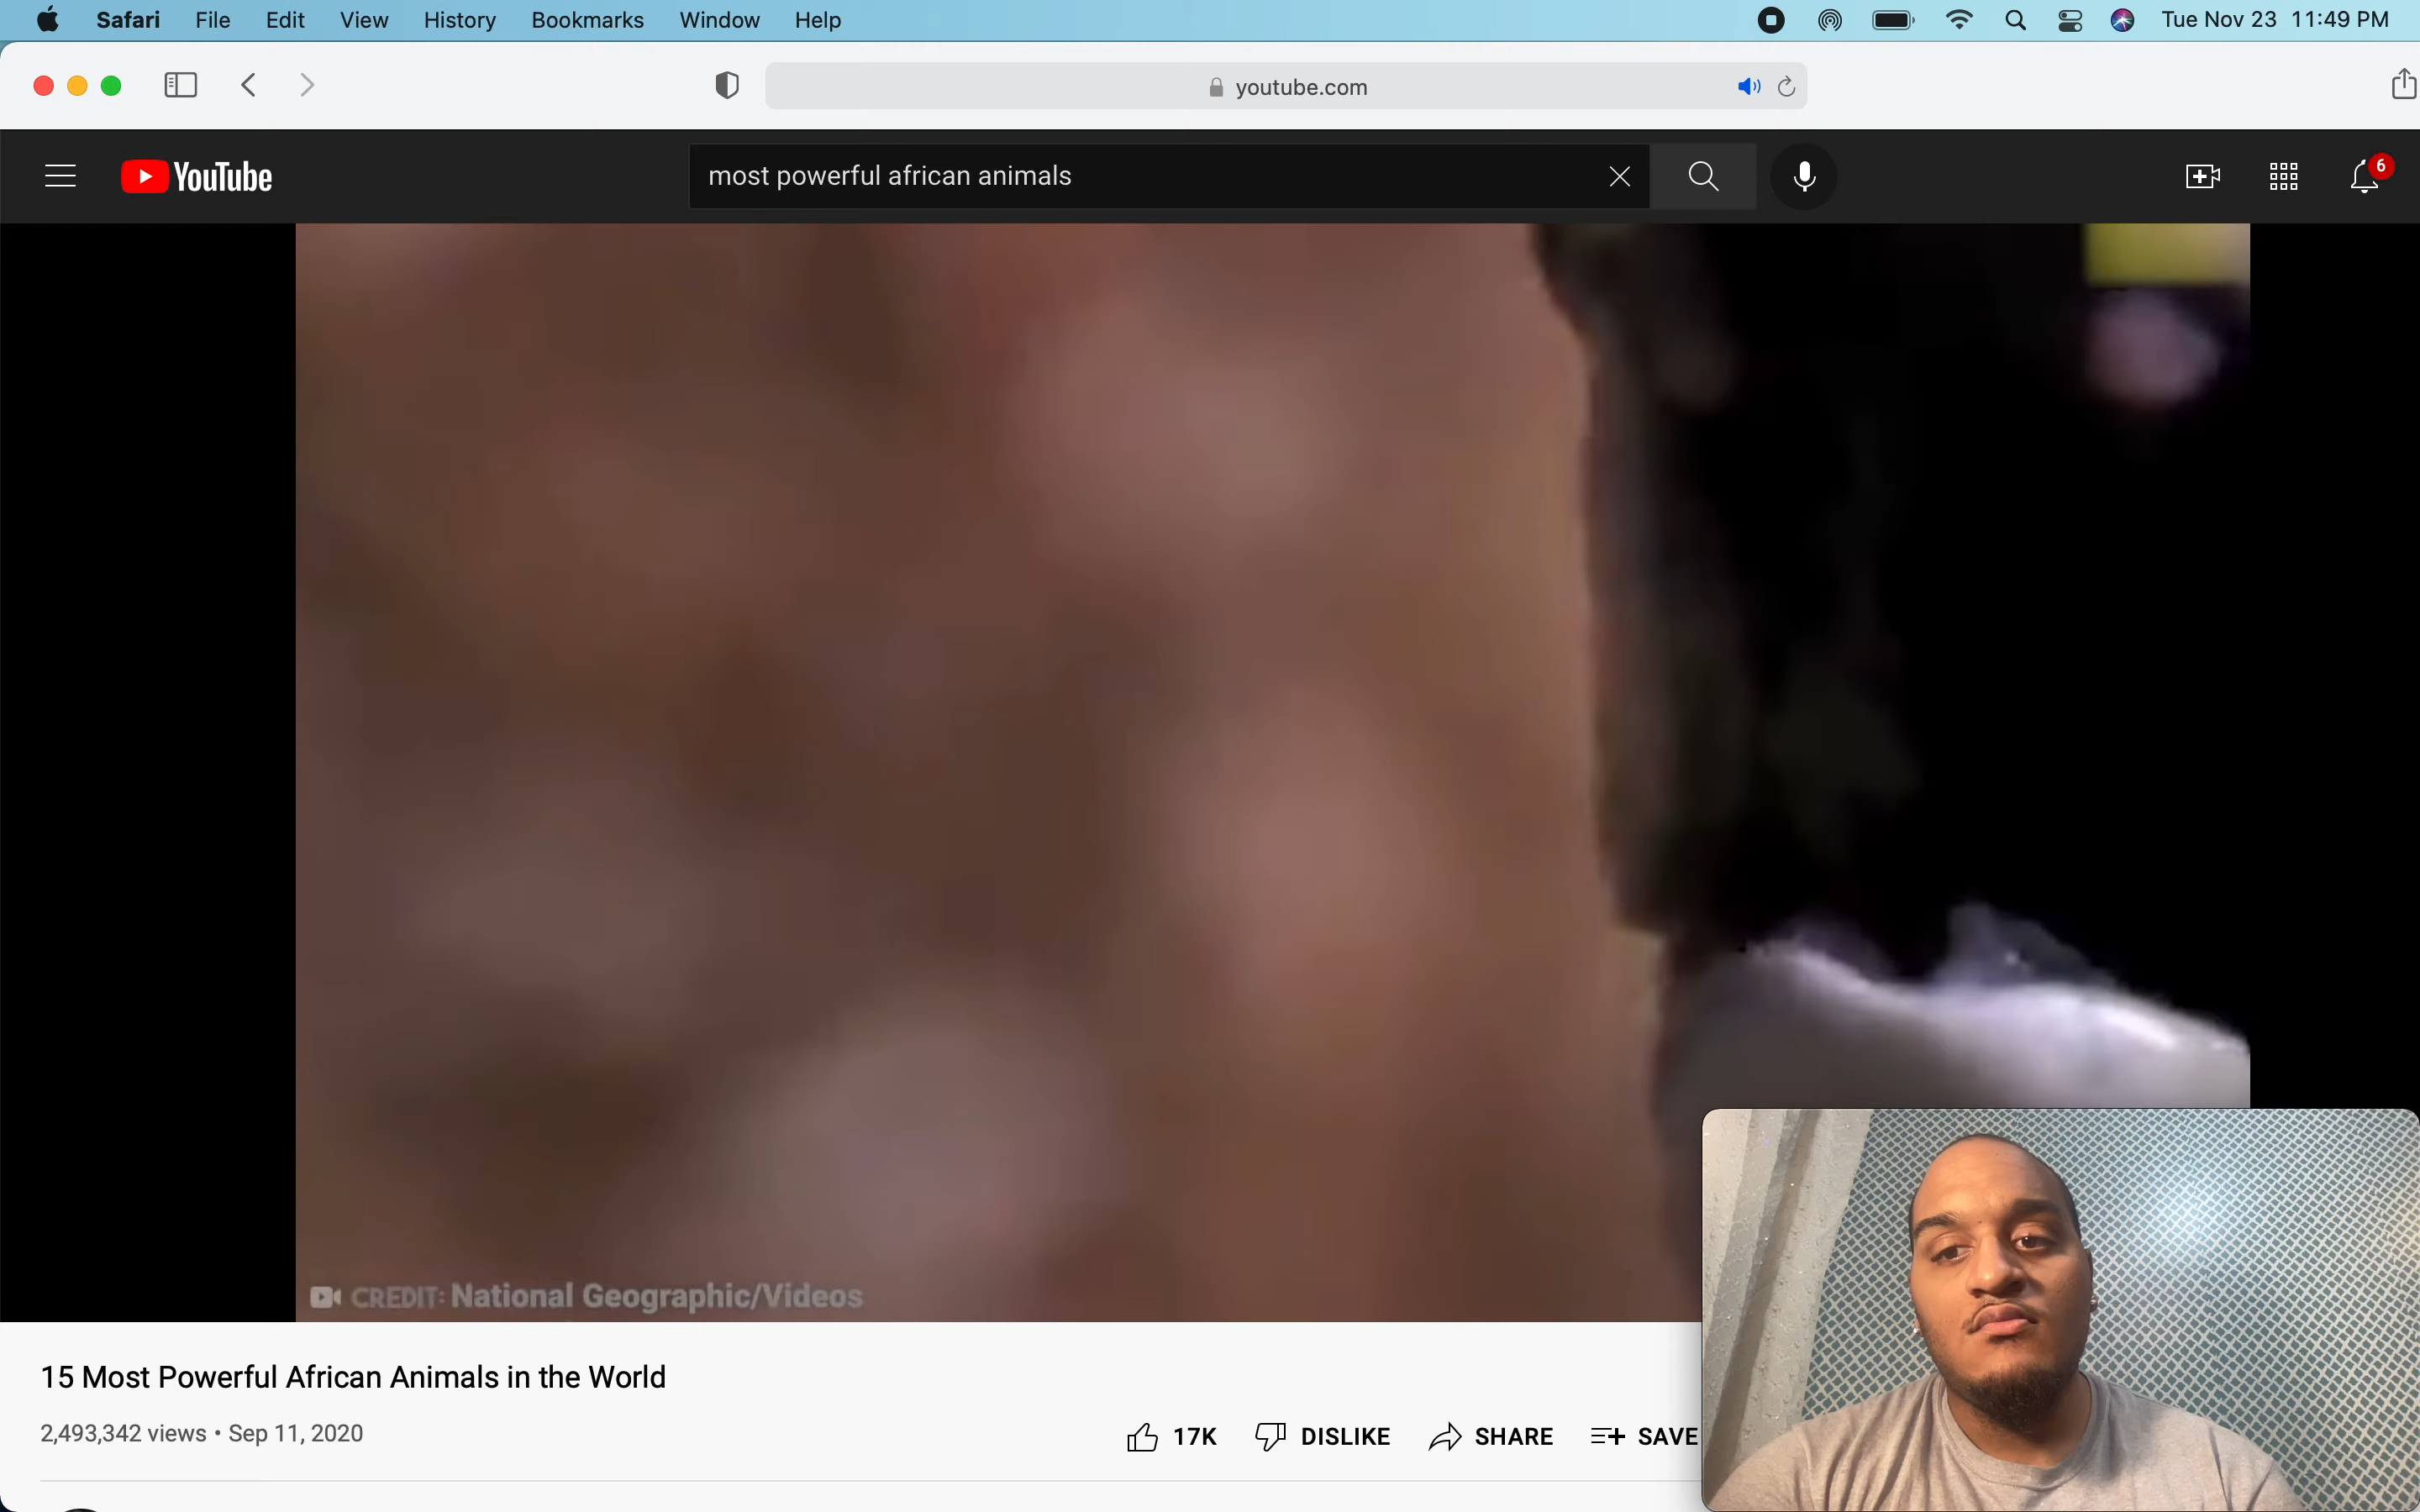 Safari File Edit View History Bookmarks Window Help Tue Nov 23 11:49 PM
youtube.com
YouTube most powerful african animals 6
CREDIT: National Geographic/Videos
15 Most Powerful African Animals in the World
2,493,342 views • Sep 11, 2020 17K DISLIKE SHARE SAVE